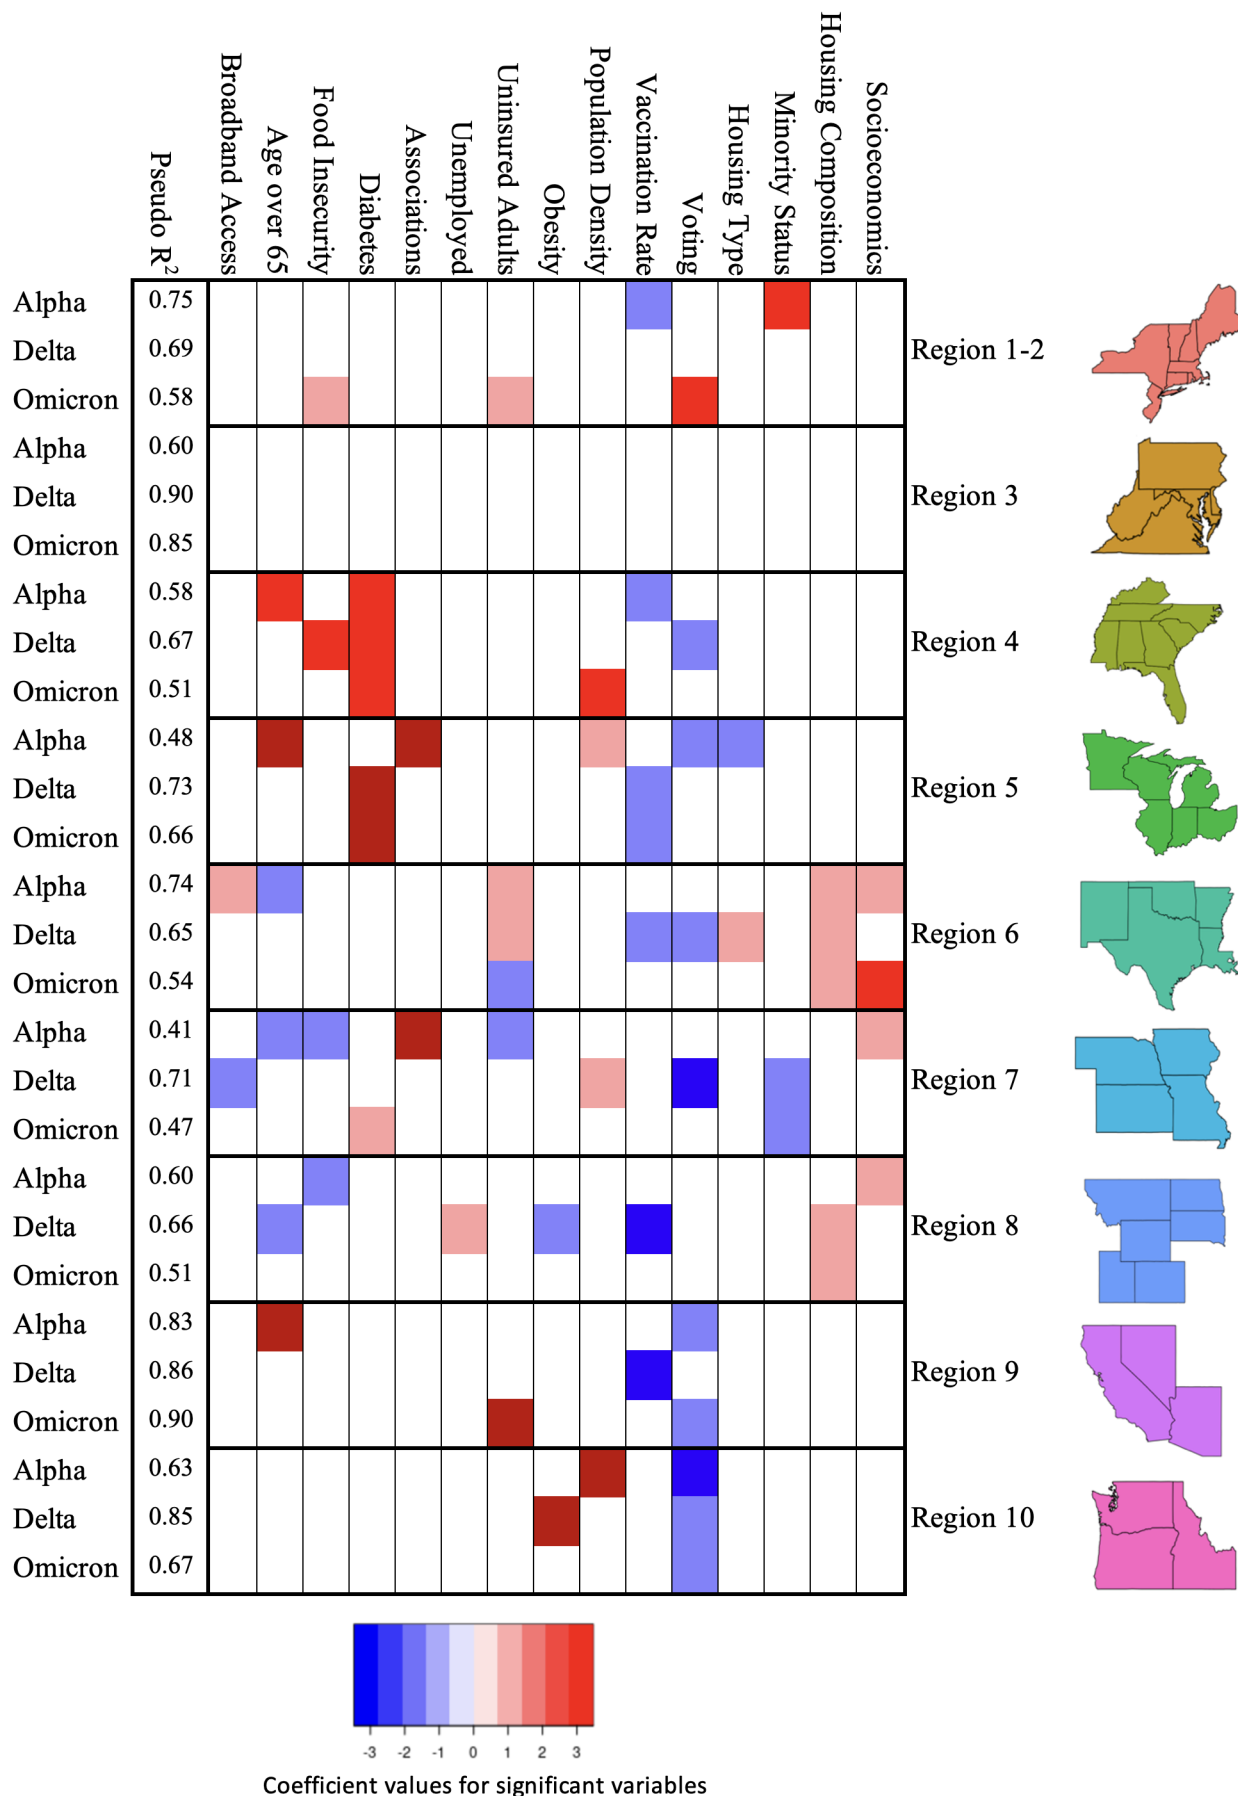 Pseudo R²
Broadband Access
Age over 65
Food Insecurity
Diabetes
Associations
Unemployed
Uninsured Adults
Obesity
Population Density
Vaccination Rate
Voting
Housing Type
Minority Status
Housing Composition
Socioeconomics
Alpha 0.75
Delta 0.69 Region 1-2
Omicron 0.58
Alpha 0.60
Delta 0.90 Region 3
Omicron 0.85
Alpha 0.58
Delta 0.67 Region 4
Omicron 0.51
Alpha 0.48
Delta 0.73 Region 5
Omicron 0.66
Alpha 0.74
Delta 0.65 Region 6
Omicron 0.54
Alpha 0.41
Delta 0.71 Region 7
Omicron 0.47
Alpha 0.60
Delta 0.66 Region 8
Omicron 0.51
Alpha 0.83
Delta 0.86 Region 9
Omicron 0.90
Alpha 0.63
Delta 0.85 Region 10
Omicron 0.67
-3 -2 -1 0 1 2 3
Coefficient values for significant variables